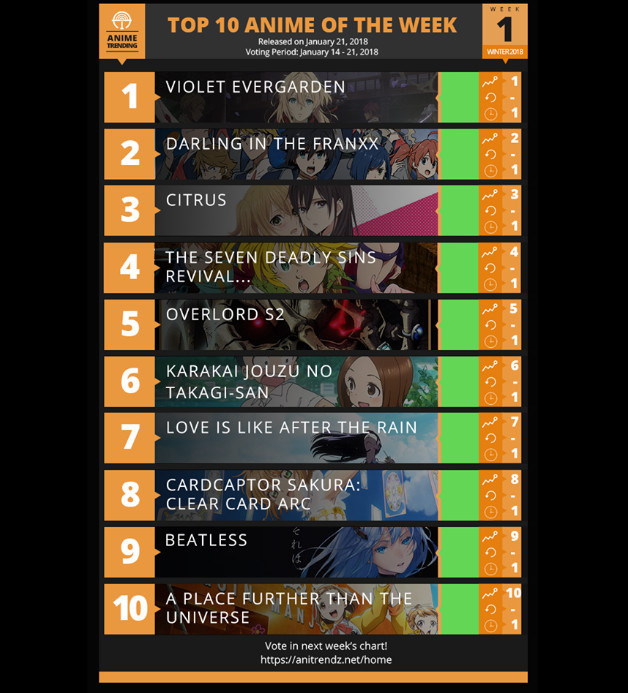 ANIME
TRENDING
TOP 10 ANIME OF THE WEEK
Released on January 21, 2018
Voting Period: January 14 - 21, 2018
WEEK
1
WINTER 2018
1
VIOLET EVERGARDEN
1
-
1
2
DARLING IN THE FRANXX
2
-
1
3
CITRUS
3
-
1
4
THE SEVEN DEADLY SINS
REVIVAL...
4
-
1
5
OVERLORD S2
5
-
1
6
KARAKAI JOUZU NO
TAKAGI-SAN
6
-
1
7
LOVE IS LIKE AFTER THE RAIN
7
-
1
8
CARDCAPTOR SAKURA:
CLEAR CARD ARC
8
-
1
9
BEATLESS
それは
9
-
1
10
A PLACE FURTHER THAN THE
UNIVERSE
10
-
1
Vote in next week's chart!
https://anitrendz.net/home